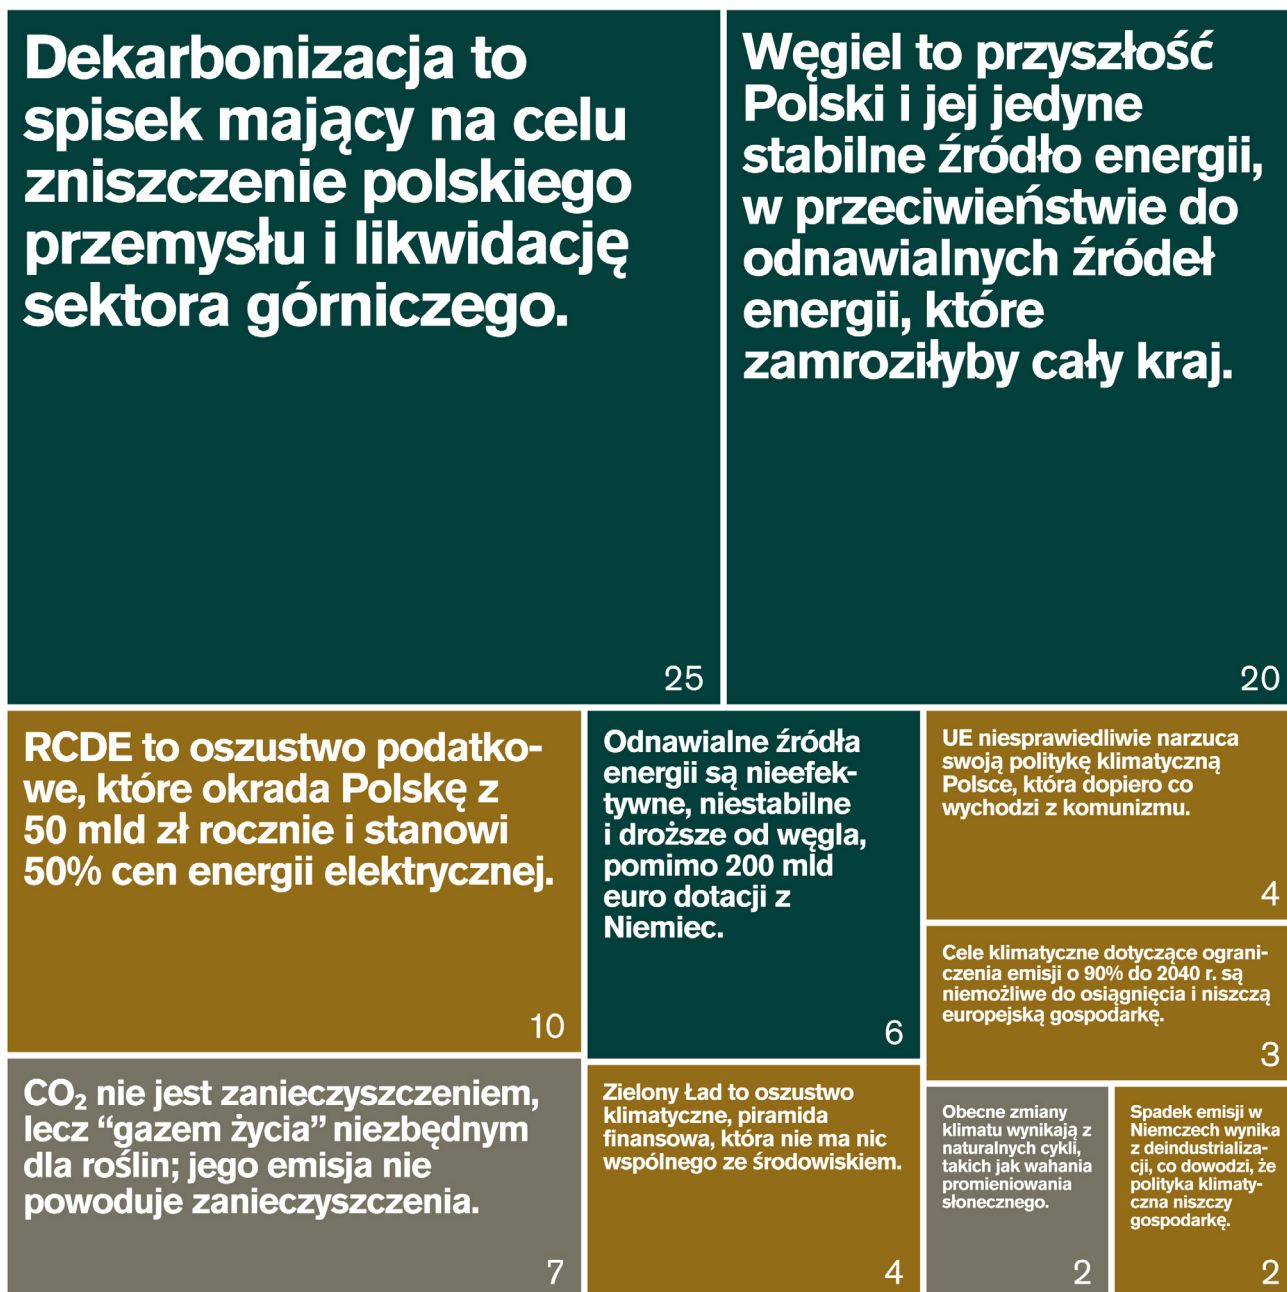 Dekarbonizacja to
spisek mający na celu
zniszczenie polskiego
przemysłu i likwidację
sektora górniczego.
25
Węgiel to przyszłość
Polski i jej jedyne
stabilne źródło energii,
w przeciwieństwie do
odnawialnych źródeł
energii, które
zamroziłyby cały kraj.
20
RCDE to oszustwo podatko-
we, które okrada Polskę z
50 mld zł rocznie i stanowi
50% cen energii elektrycznej.
10
Odnawialne źródła
energii są nieefek-
tywne, niestabilne
i droższe od węgla,
pomimo 200 mld
euro dotacji z
Niemiec.
6
UE niesprawiedliwie narzuca
swoją politykę klimatyczną
Polsce, która dopiero co
wychodzi z komunizmu.
4
Cele klimatyczne dotyczące ograni-
czenia emisji o 90% do 2040 r. są
niemożliwe do osiągnięcia i niszczą
europejską gospodarkę.
3
CO₂ nie jest zanieczyszczeniem,
lecz “gazem życia” niezbędnym
dla roślin; jego emisja nie
powoduje zanieczyszczenia.
7
Zielony Ład to oszustwo
klimatyczne, piramida
finansowa, która nie ma nic
wspólnego ze środowiskiem.
4
Obecne zmiany
klimatu wynikają z
naturalnych cykli,
takich jak wahania
promieniowania
słonecznego.
2
Spadek emisji w
Niemczech wynika
z deindustrializa-
cji, co dowodzi, że
polityka klimaty-
czna niszczy
gospodarkę.
2